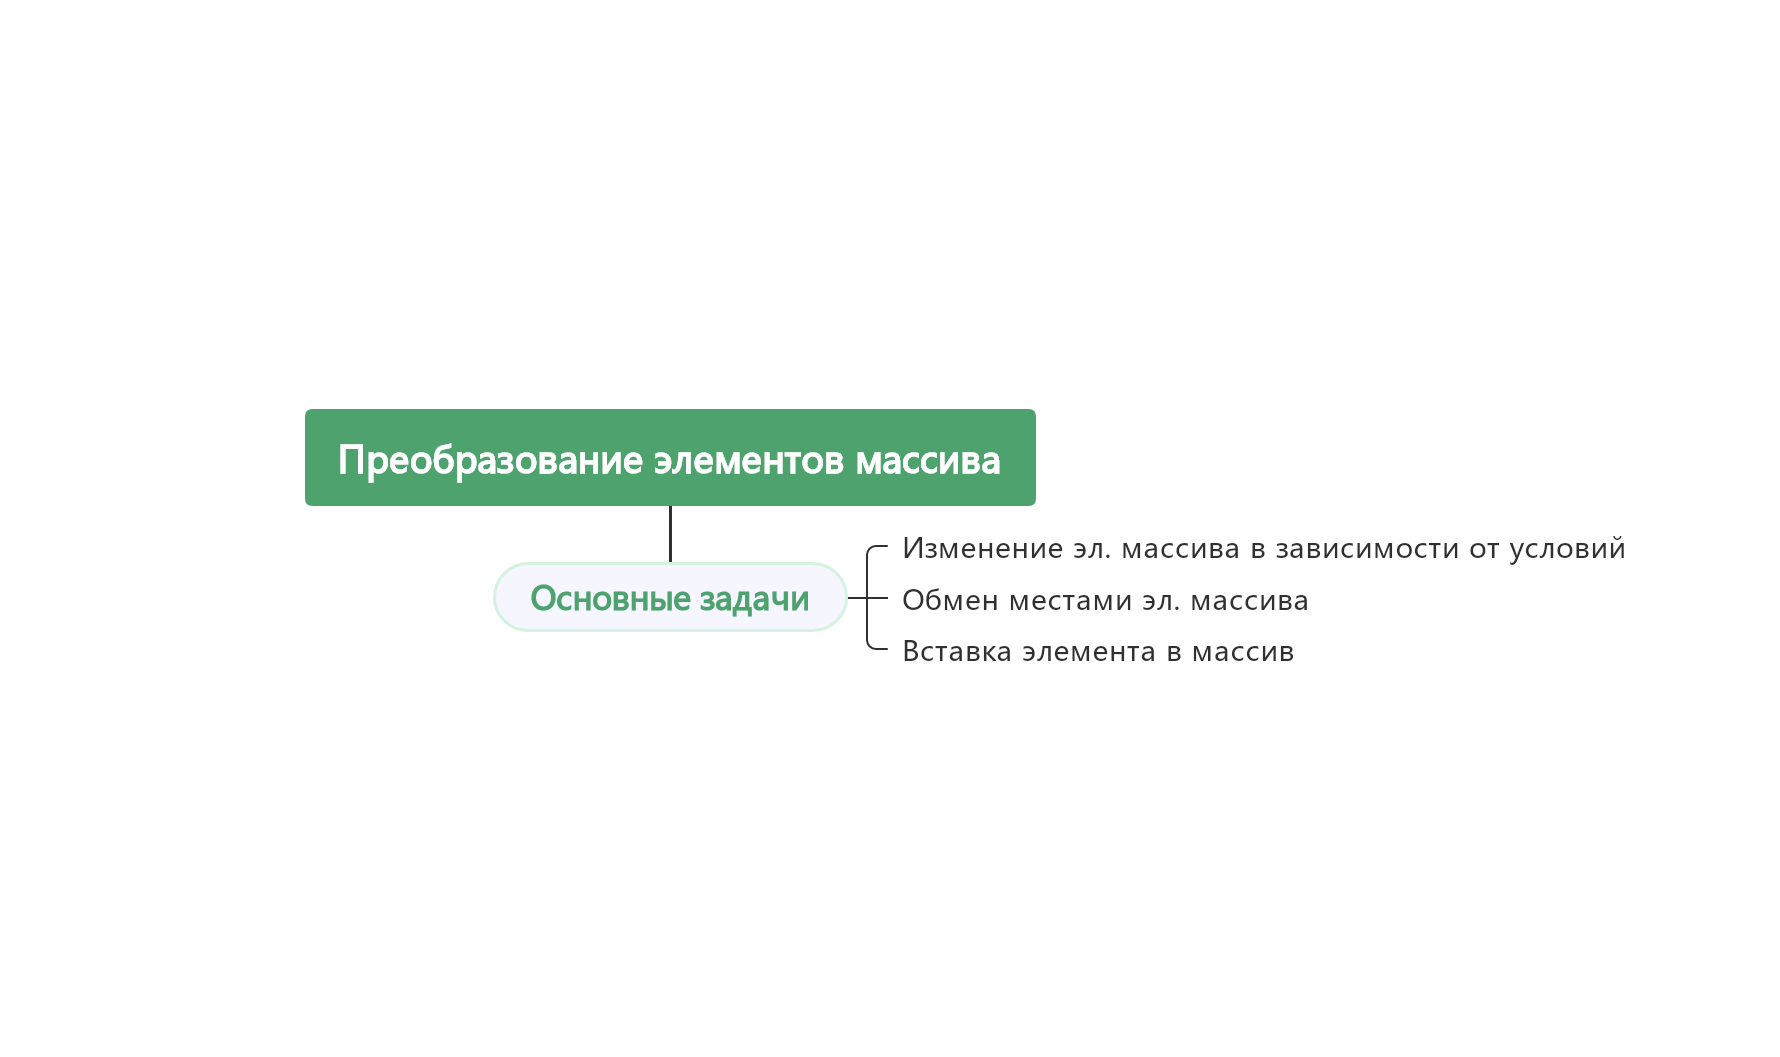 Преобразование элементов массива
Основные задачи
Изменение эл. массива в зависимости от условий
Обмен местами эл. массива
Вставка элемента в массив